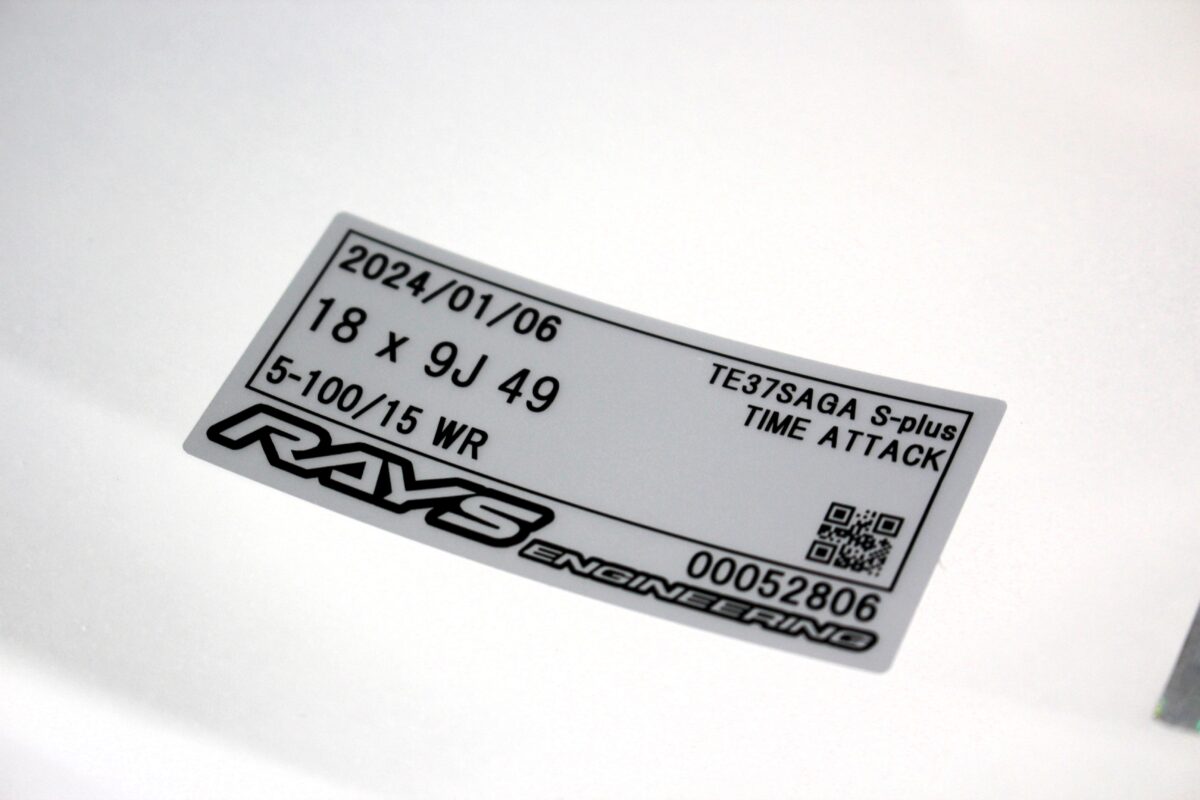 2024/01/06
18 x 9J 49
5-100/15 WR
TE37SAGA S-plus
TIME ATTACK
00052806
RAYS ENGINEERING